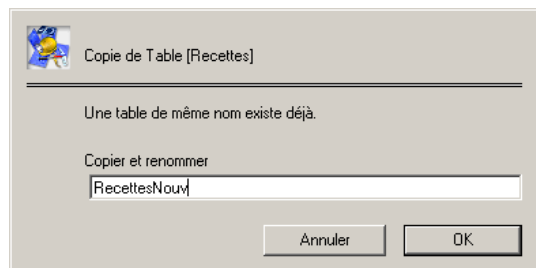 Copie de Table [Recettes]
Une table de même nom existe déjà.
Copier et renommer
RecettesNouv
Annuler
OK